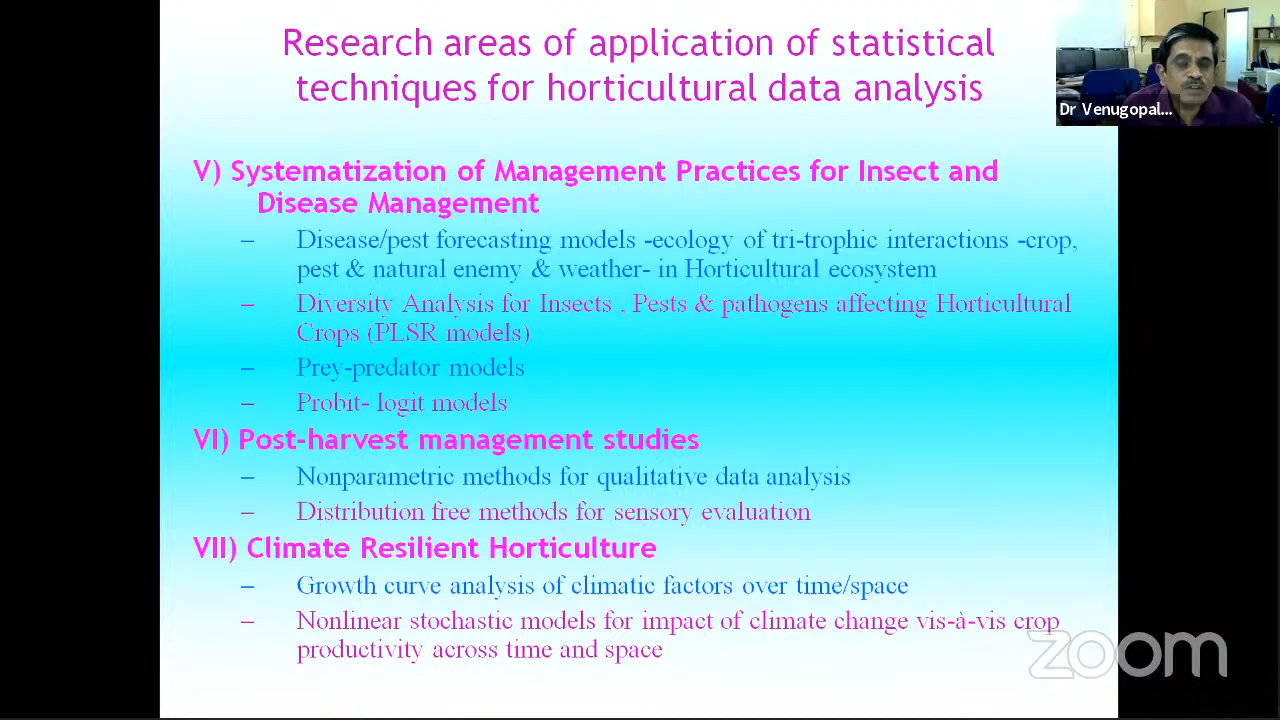 Research areas of application of statistical
techniques for horticultural data analysis
Dr Venugopal...
V) Systematization of Management Practices for Insect and
Disease Management
– Disease/pest forecasting models -ecology of tri-trophic interactions -crop,
pest & natural enemy & weather- in Horticultural ecosystem
– Diversity Analysis for Insects , Pests & pathogens affecting Horticultural
Crops (PLSR models)
– Prey-predator models
– Probit- logit models
VI) Post-harvest management studies
– Nonparametric methods for qualitative data analysis
– Distribution free methods for sensory evaluation
VII) Climate Resilient Horticulture
– Growth curve analysis of climatic factors over time/space
– Nonlinear stochastic models for impact of climate change vis-à-vis crop
productivity across time and space
zoom